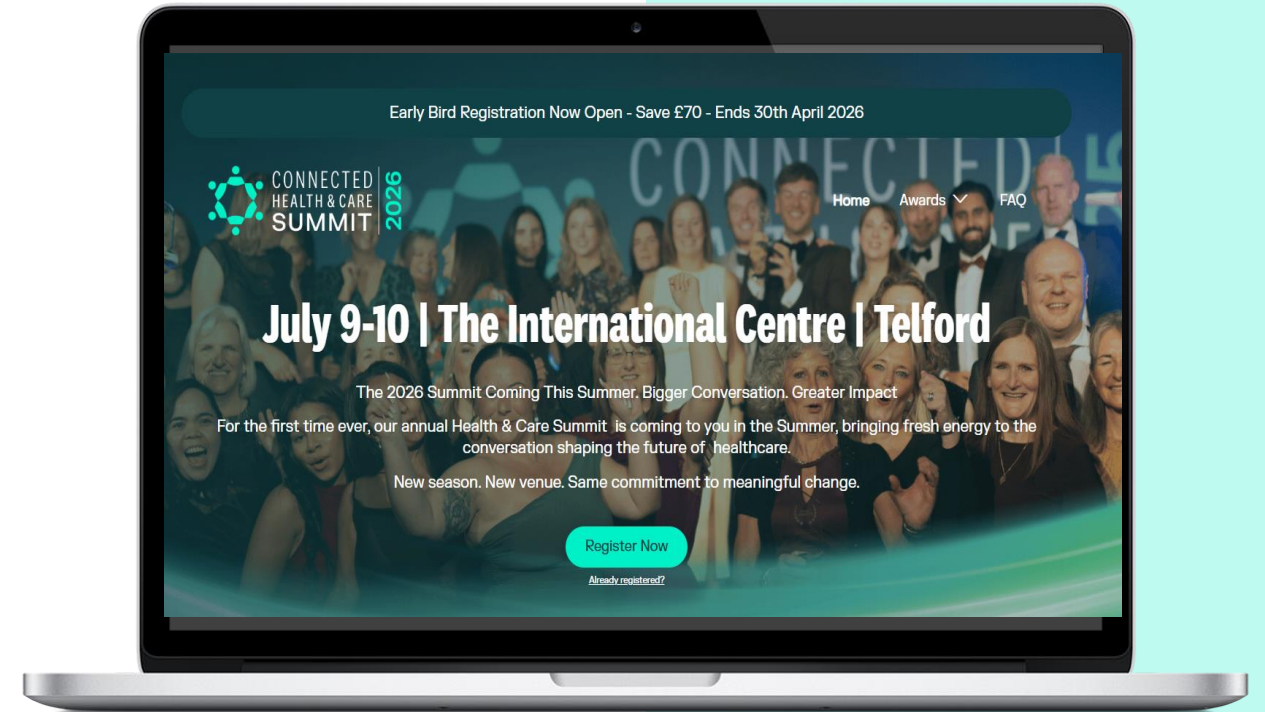 Early Bird Registration Now Open - Save £70 - Ends 30th April 2026
CONNECTED
HEALTH & CARE
SUMMIT
2026
Home
Awards
FAQ
CONNECTED
July 9-10 | The International Centre | Telford
The 2026 Summit Coming This Summer. Bigger Conversation. Greater Impact
For the first time ever, our annual Health & Care Summit is coming to you in the Summer, bringing fresh energy to the
conversation shaping the future of healthcare.
New season. New venue. Same commitment to meaningful change.
Register Now
Already registered?